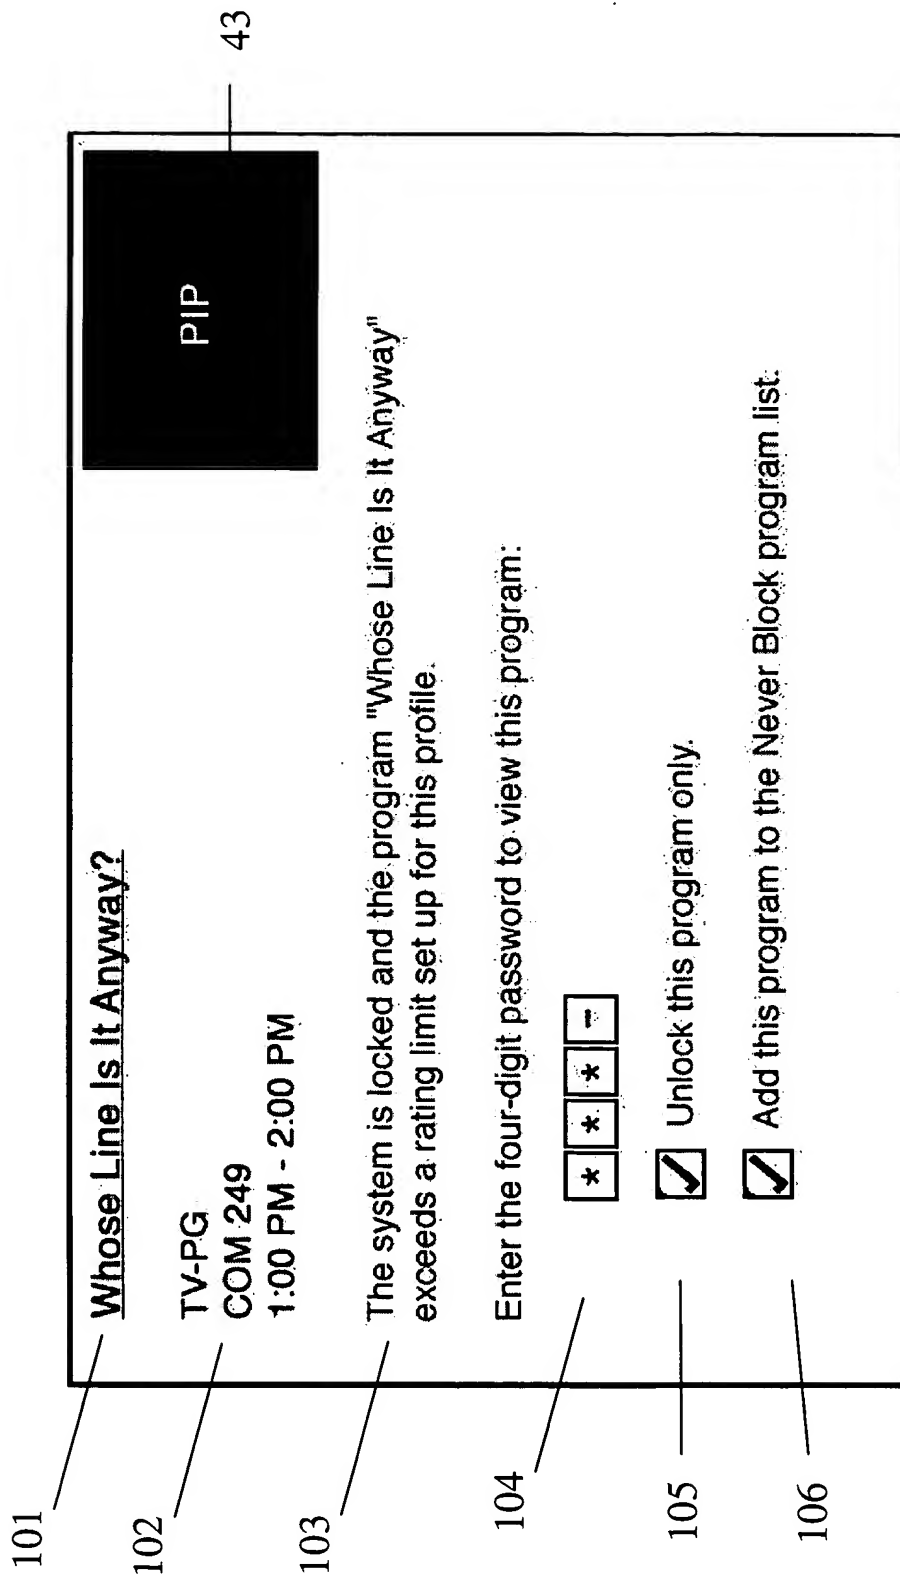 101
Whose Line Is It Anyway?
PIP
43
102
TV-PG
COM 249
1:00 PM - 2:00 PM
103
The system is locked and the program "Whose Line Is It Anyway"
exceeds a rating limit set up for this profile.
Enter the four-digit password to view this program:
104
* * * -
105
Unlock this program only.
106
Add this program to the Never Block program list.